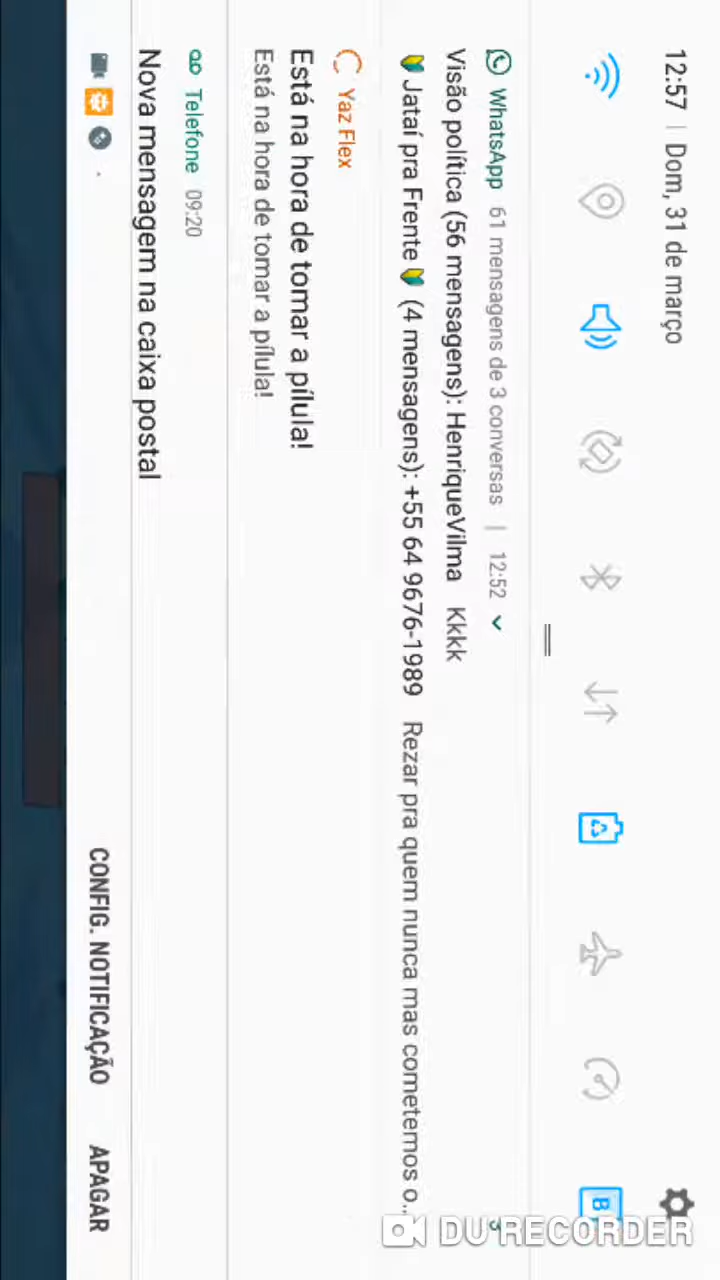 12:57 | Dom, 31 de março
B
WhatsApp 61 mensagens de 3 conversas | 12:52
Visão política (56 mensagens): HenriqueVilma Kkkk
🔰Jataí pra Frente🔰 (4 mensagens): +55 64 9676-1989 Rezar pra quem nunca mas cometemos o...
3
Yaz Flex
Está na hora de tomar a pílula!
Está na hora de tomar a pílula!
Telefone 09:20
Nova mensagem na caixa postal
CONFIG. NOTIFICAÇÃO APAGAR
DU RECORDER